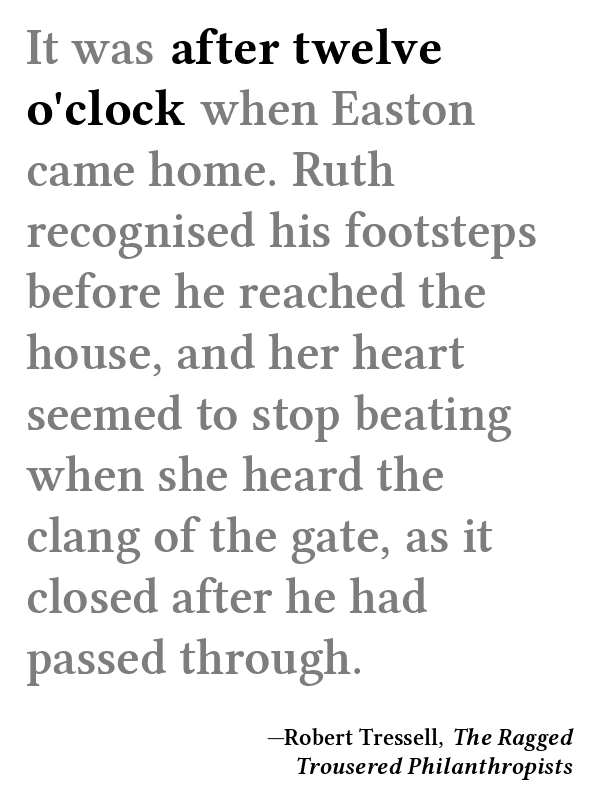 It was after twelve
o'clock when Easton
came home. Ruth
recognised his footsteps
before he reached the
house, and her heart
seemed to stop beating
when she heard the
clang of the gate, as it
closed after he had
passed through.
—Robert Tressell, The Ragged
Trousered Philanthropists